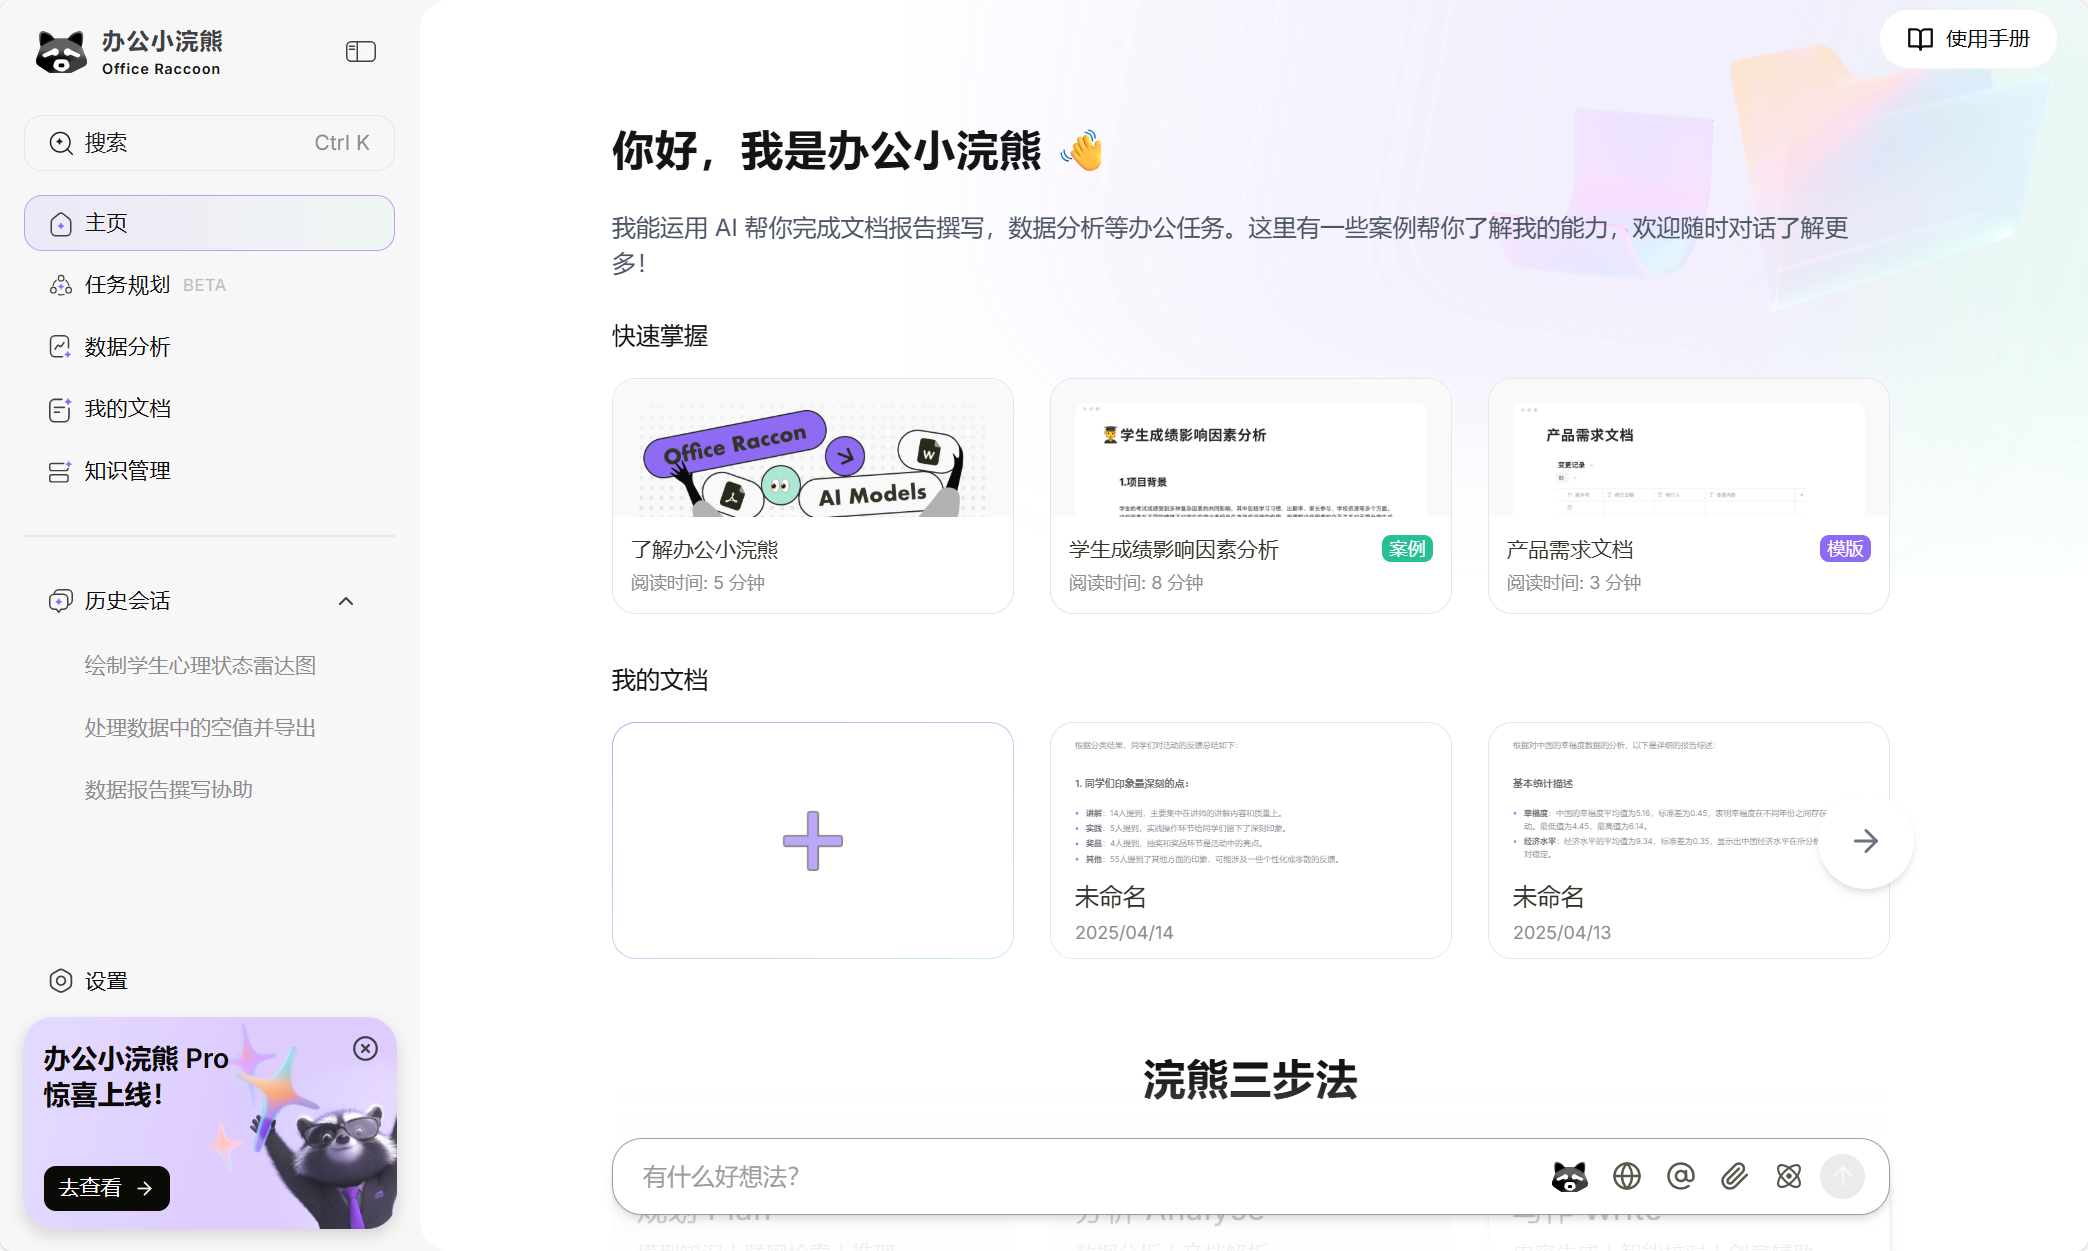 办公小浣熊
Office Raccoon
搜索 Ctrl K
主页
任务规划 BETA
数据分析
我的文档
知识管理
历史会话
绘制学生心理状态雷达图
处理数据中的空值并导出
数据报告撰写协助
设置
办公小浣熊 Pro
惊喜上线！
去查看
使用手册
你好，我是办公小浣熊
我能运用 AI 帮你完成文档报告撰写，数据分析等办公任务。这里有一些案例帮你了解我的能力，欢迎随时对话了解更
多！
快速掌握
Office Raccon
W
AI Models
了解办公小浣熊
阅读时间: 5 分钟
学生成绩影响因素分析
1.项目背景
学生成绩影响因素分析 案例
阅读时间: 8 分钟
产品需求文档
变更记录
产品需求文档 模版
阅读时间: 3 分钟
我的文档
根据分类结果，同学们对活动的反馈总结如下：
1. 同学们印象最深刻的点：
讲解：14人提到，主要集中在讲师的讲解内容和质量上。
实践：5人提到，实践操作环节给同学们留下了深刻印象。
奖品：4人提到，抽奖和奖品环节是活动中的亮点。
其他：55人提到了其他方面的印象，可能涉及一些个性化或零散的反馈。
未命名
2025/04/14
根据对中国的幸福度数据的分析，以下是详细的报告综述：
基本统计描述
幸福度：中国的幸福度平均值为5.16，标准差为0.45，表明幸福度在不同年份之间存在
动。最低值为4.45，最高值为6.14。
经济水平：经济水平的平均值为9.34，标准差为0.35，显示出中国经济水平在所分析
对稳定。
未命名
2025/04/13
浣熊三步法
有什么好想法？